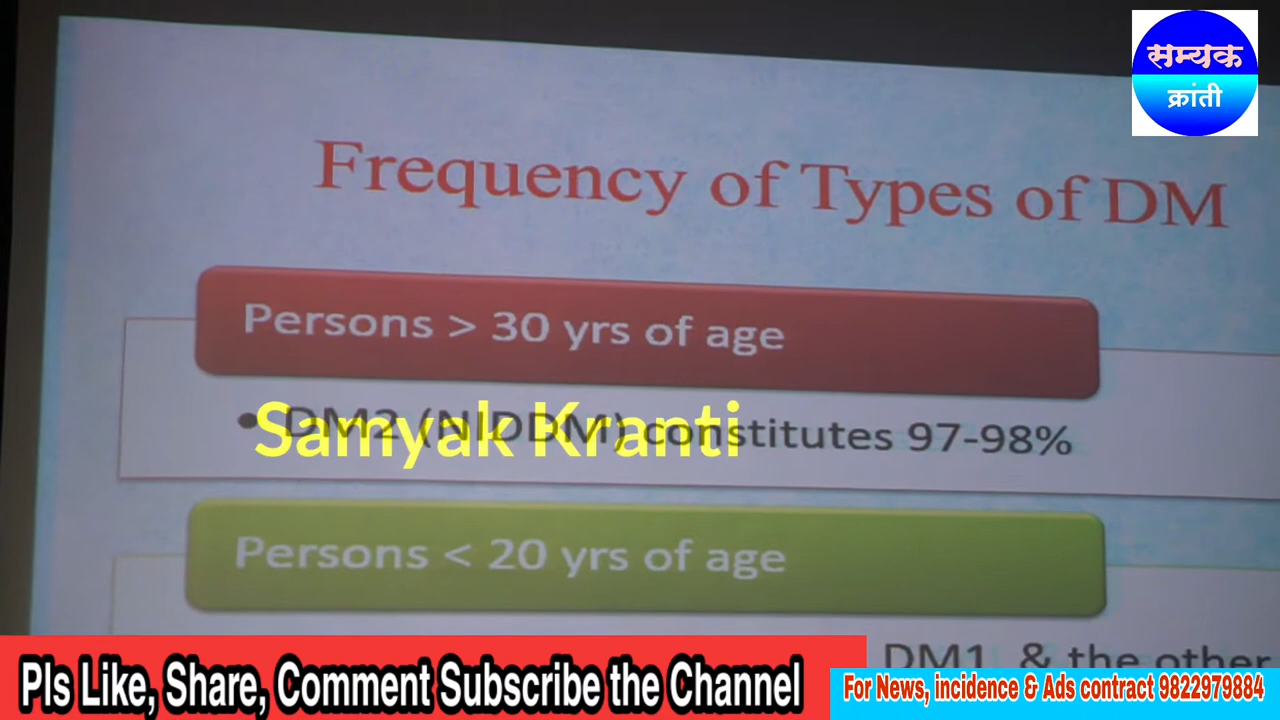 सम्यक
क्रांती
Frequency of Types of DM
Persons > 30 yrs of age
• DM2 (NIDDM) constitutes 97-98%
Samyak Kranti
Persons < 20 yrs of age
DM1 & the other
Pls Like, Share, Comment Subscribe the Channel
For News, incidence & Ads contract 9822979884